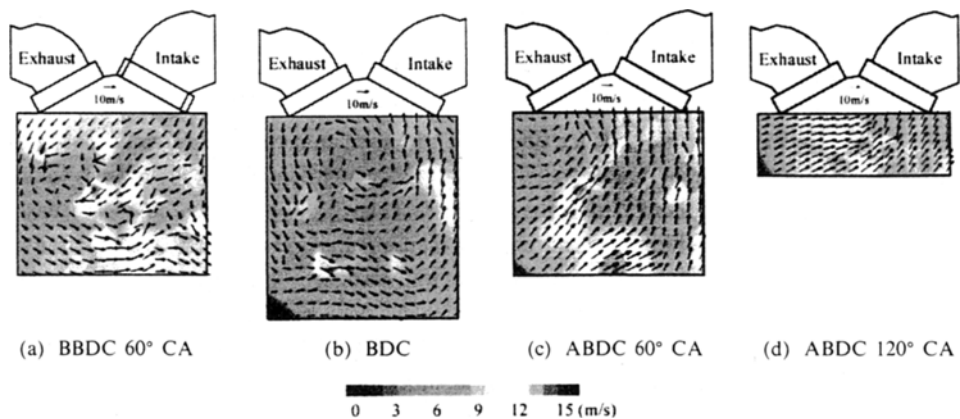 Exhaust Intake
10m/s
Exhaust Intake
10m/s
Exhaust Intake
10m/s
Exhaust Intake
10m/s
(a) BBDC 60° CA
(b) BDC
(c) ABDC 60° CA
(d) ABDC 120° CA
0 3 6 9 12 15 (m/s)